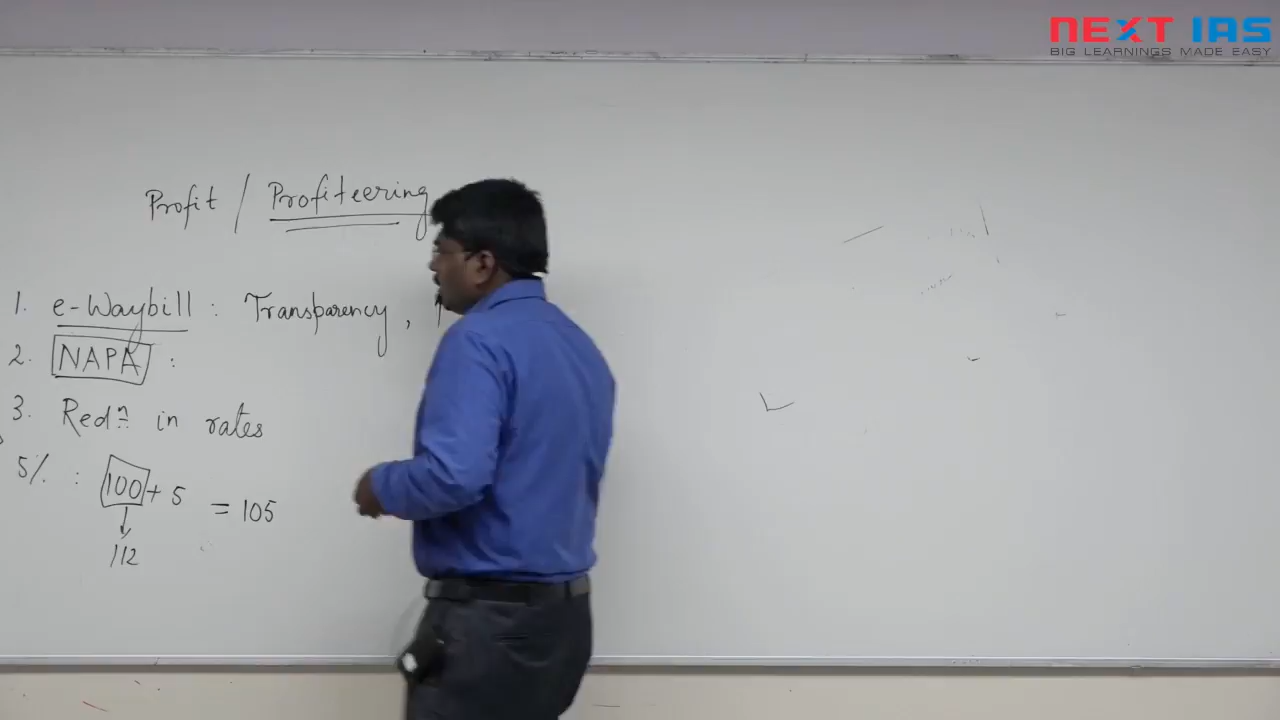 NEXT IAS
BIG LEARNINGS MADE EASY
Profit / Profiteering
1. e-Waybill : Transparency, ↑
2. NAPA :
3. Redn in rates
5% : 100 + 5 = 105
↓
112